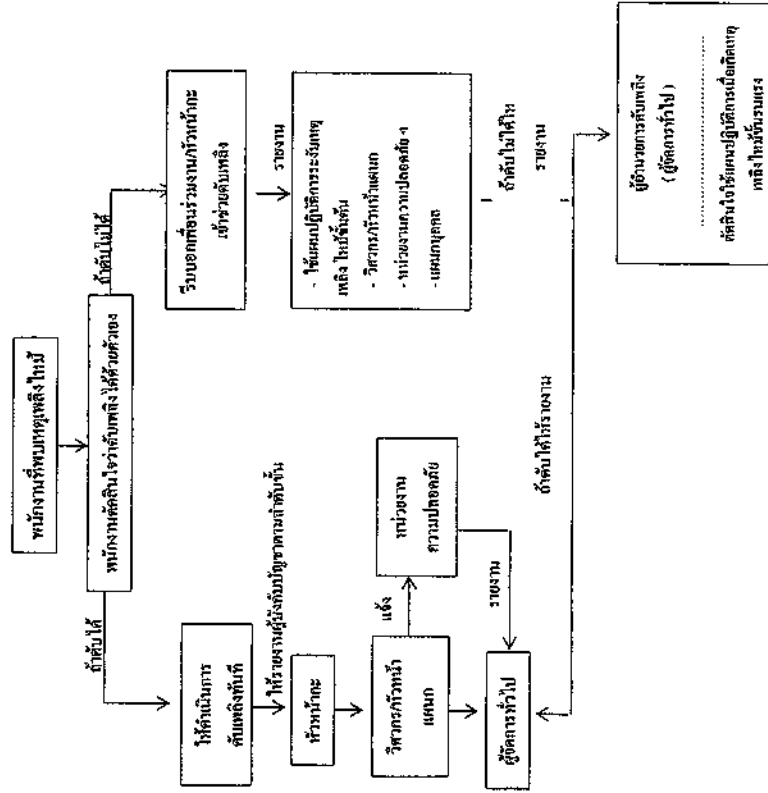 พนักงานที่พบเหตุเพลิงไหม้
พนักงานตัดสินใจว่าดับเพลิงได้ด้วยตัวเอง
ถ้าดับได้
ถ้าดับไม่ได้
ให้ดำเนินการ
ดับเพลิงทันที
ให้รายงานผู้บังคับบัญชาตามลำดับขั้น
หัวหน้ากะ
วิศวกร/หัวหน้า
แผนก
แจ้ง
หน่วยงาน
ความปลอดภัย
รายงาน
ผู้จัดการทั่วไป
รีบบอกเพื่อนร่วมงาน/หัวหน้ากะ
เข้าช่วยดับเพลิง
รายงาน
- ใช้แผนปฏิบัติการระงับเหตุ
เพลิงไหม้ขั้นต้น
- วิศวกร/หัวหน้าแผนก
- หน่วยงานความปลอดภัย ฯ
- แผนกบุคคล
ถ้าดับไม่ได้ให้
รายงาน
ถ้าดับได้ให้รายงาน
ผู้อำนวยการดับเพลิง
( ผู้จัดการทั่วไป )
ตัดสินใจใช้แผนปฏิบัติการเมื่อเกิดเหตุ
เพลิงไหม้ขั้นรุนแรง